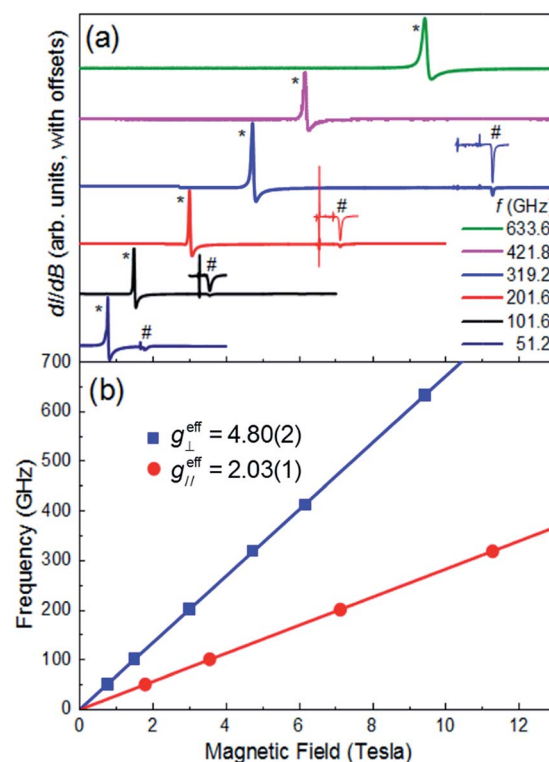 (a)
dI/dB (arb. units, with offsets)
*
*
*
*
*
*
#
#
#
#
f (GHz)
633.6
421.8
319.2
201.6
101.6
51.2
(b)
g⊥^eff = 4.80(2)
g//^eff = 2.03(1)
Frequency (GHz)
700
600
500
400
300
200
100
0
0 2 4 6 8 10 12
Magnetic Field (Tesla)